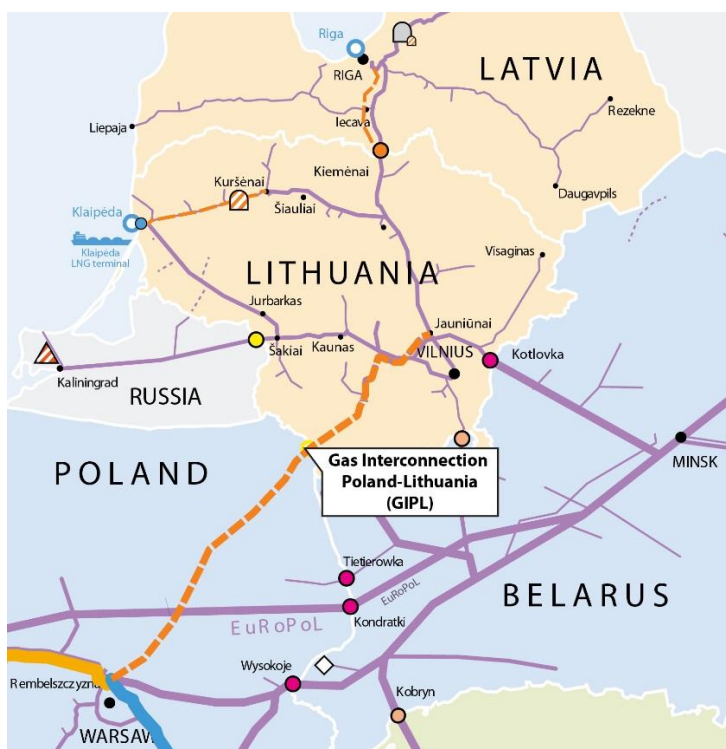 Riga
RIGA
LATVIA
Rezekne
Iecava
Liepaja
Kiemėnai
Kuršėnai
Šiauliai
Daugavpils
Klaipėda
Klaipėda
LNG terminal
Visaginas
LITHUANIA
Jurbarkas
Jauniūnai
Šakiai
Kaunas
VILNIUS
Kotlovka
Kaliningrad
RUSSIA
POLAND
Gas Interconnection
Poland-Lithuania
(GIPL)
MINSK
Tietierowka
EuRoPoL
BELARUS
EuRoPoL
Kondratki
Wysokoje
Rembelszczyzna
Kobryn
WARSAW